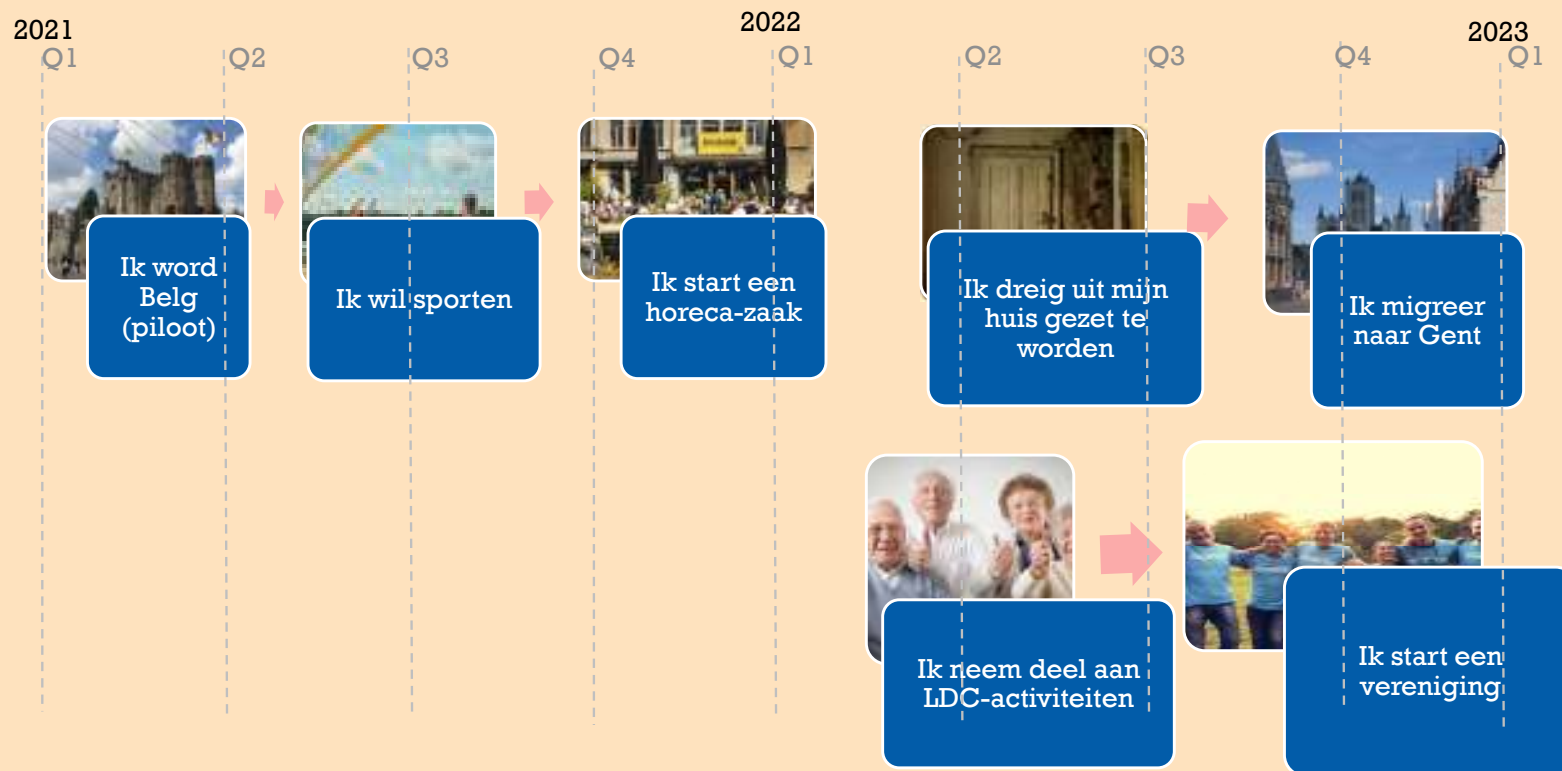 2021
2022
2023
Q1
Q2
Q3
Q4
Q1
Q2
Q3
Q4
Q1
Ik word
Belg
(piloot)
Ik wil sporten
Ik start een
horeca-zaak
Ik dreig uit mijn
huis gezet te
worden
Ik migreer
naar Gent
Ik neem deel aan
LDC-activiteiten
Ik start een
vereniging